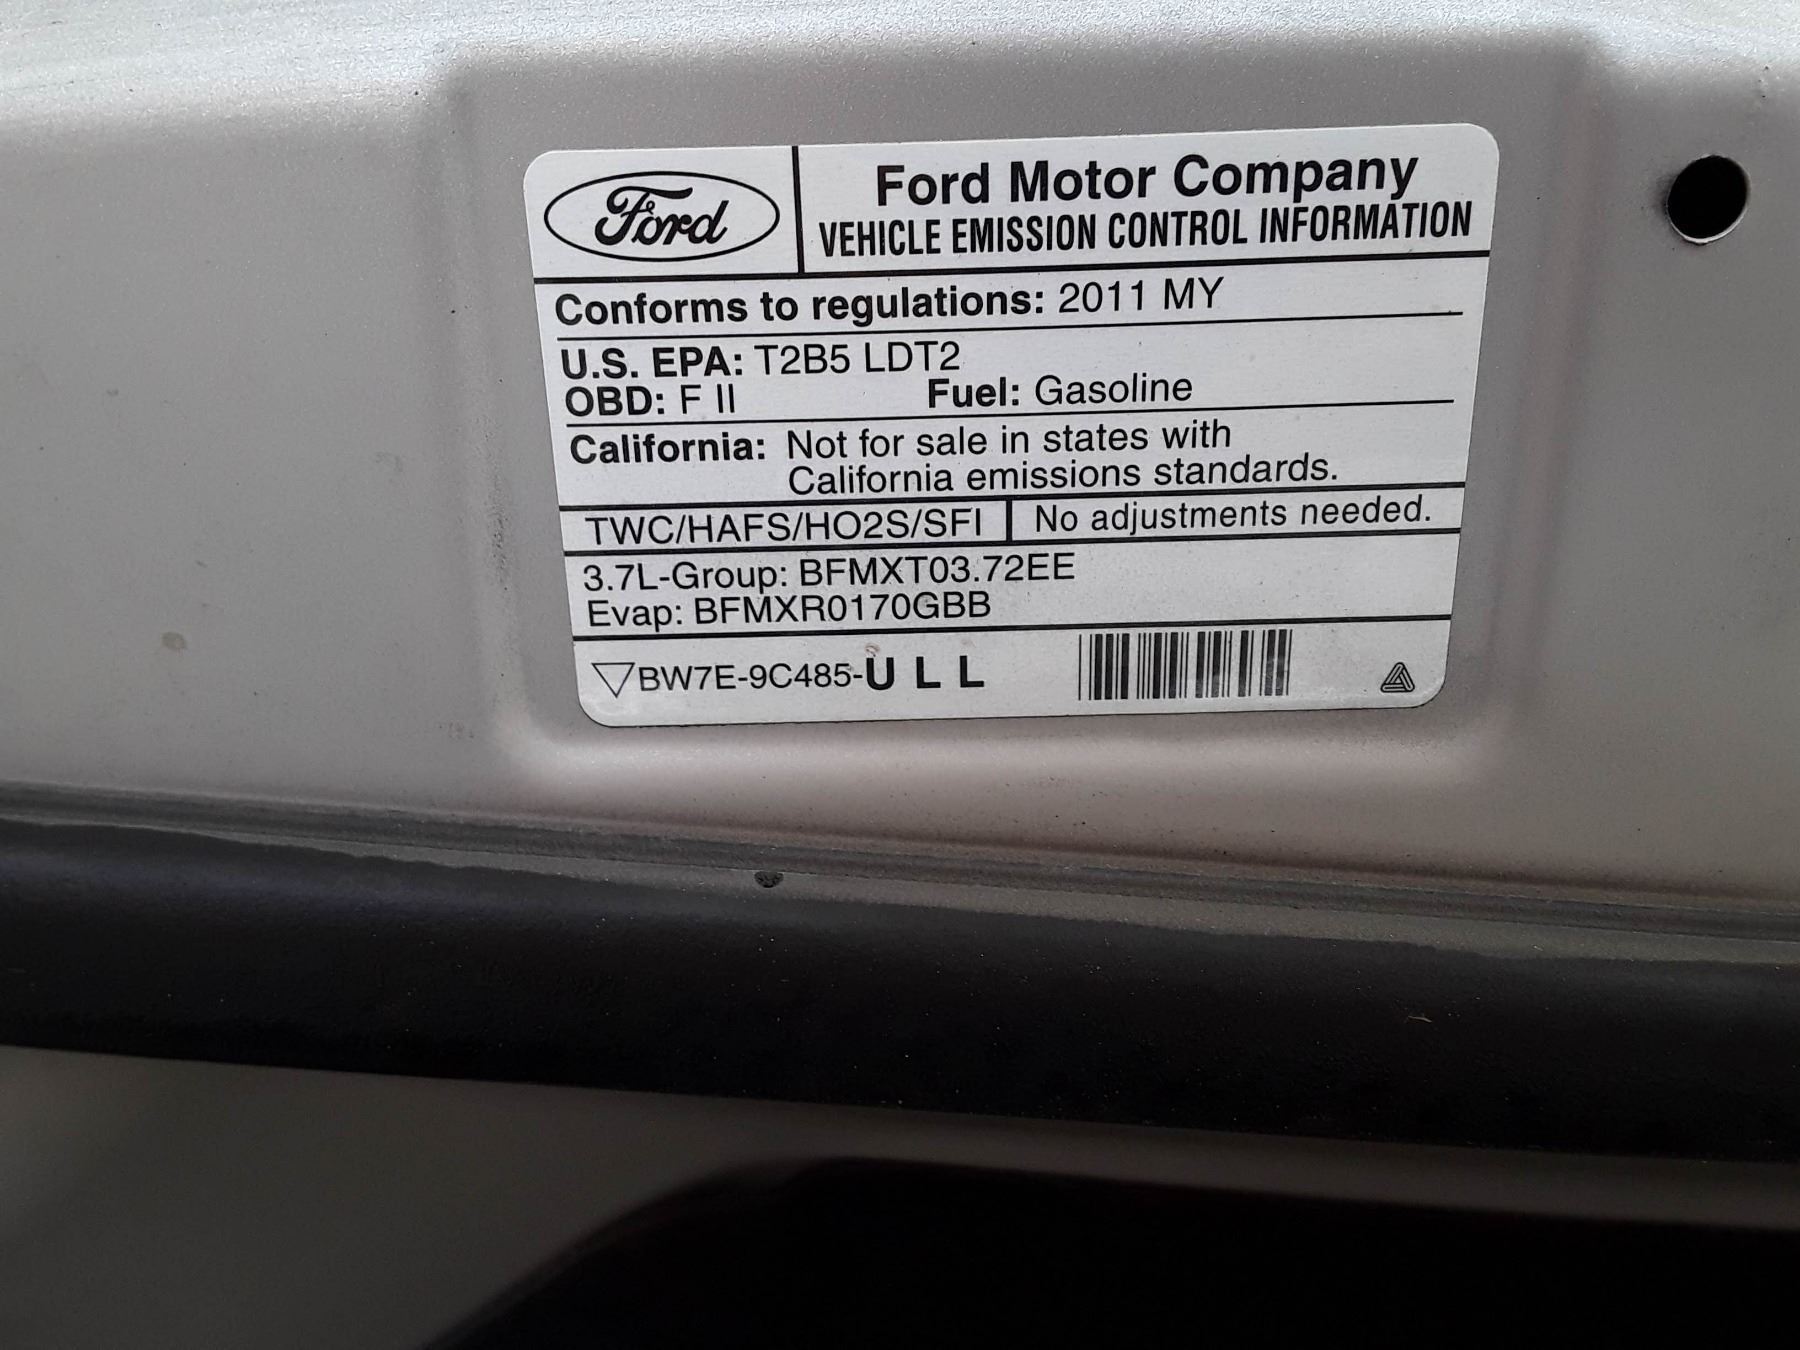 Ford
Ford Motor Company
VEHICLE EMISSION CONTROL INFORMATION
Conforms to regulations: 2011 MY
U.S. EPA: T2B5 LDT2
OBD: F II Fuel: Gasoline
California: Not for sale in states with
California emissions standards.
TWC/HAFS/HO2S/SFI No adjustments needed.
3.7L-Group: BFMXT03.72EE
Evap: BFMXR0170GBB
BW7E-9C485-U L L